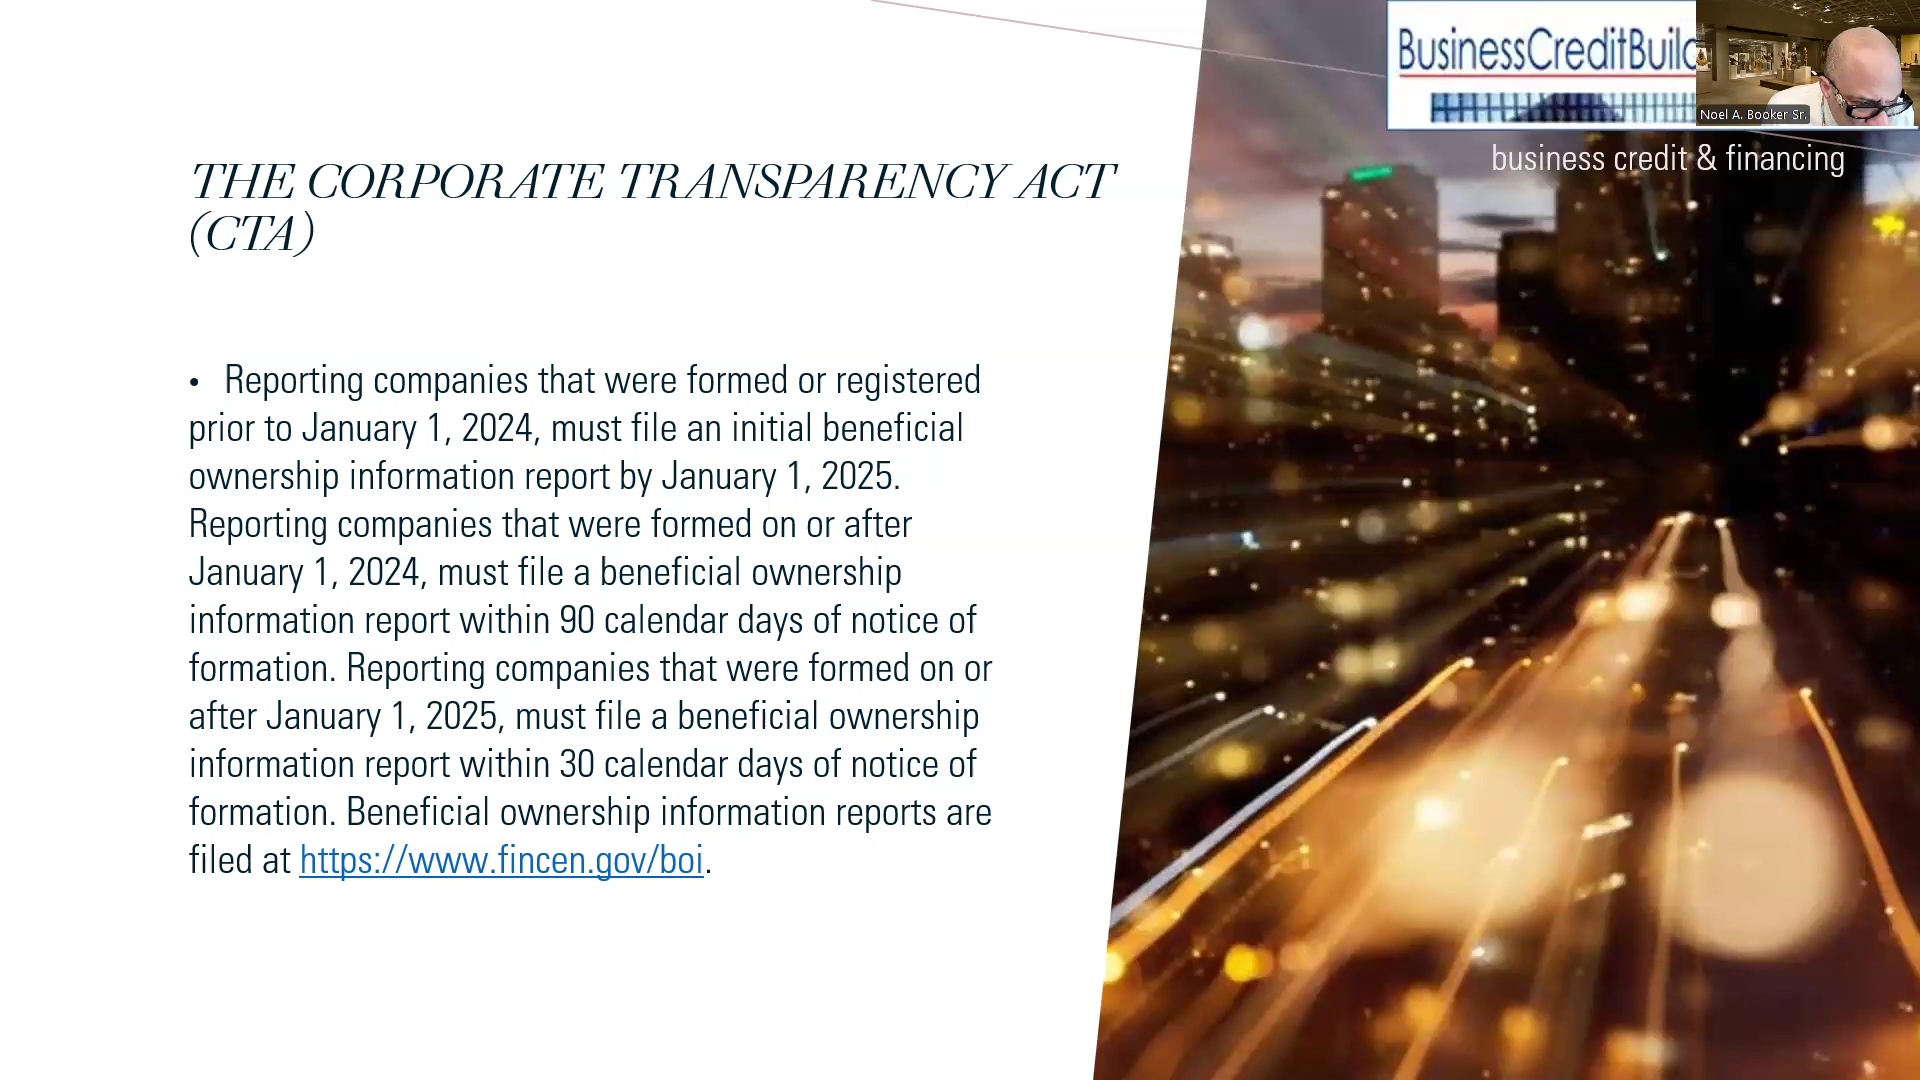 BusinessCreditBuil
Noel A. Booker Sr.
business credit & financing
THE CORPORATE TRANSPARENCY ACT
(CTA)
• Reporting companies that were formed or registered
prior to January 1, 2024, must file an initial beneficial
ownership information report by January 1, 2025.
Reporting companies that were formed on or after
January 1, 2024, must file a beneficial ownership
information report within 90 calendar days of notice of
formation. Reporting companies that were formed on or
after January 1, 2025, must file a beneficial ownership
information report within 30 calendar days of notice of
formation. Beneficial ownership information reports are
filed at https://www.fincen.gov/boi.